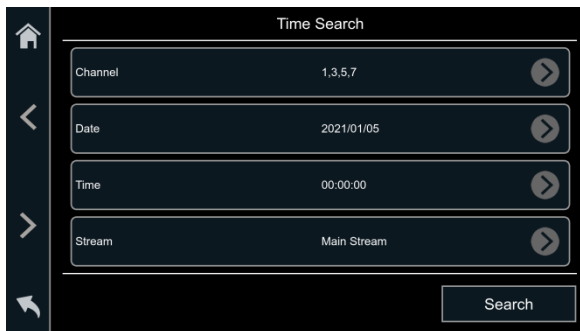 Time Search
Channel 1,3,5,7
Date 2021/01/05
Time 00:00:00
Stream Main Stream
Search